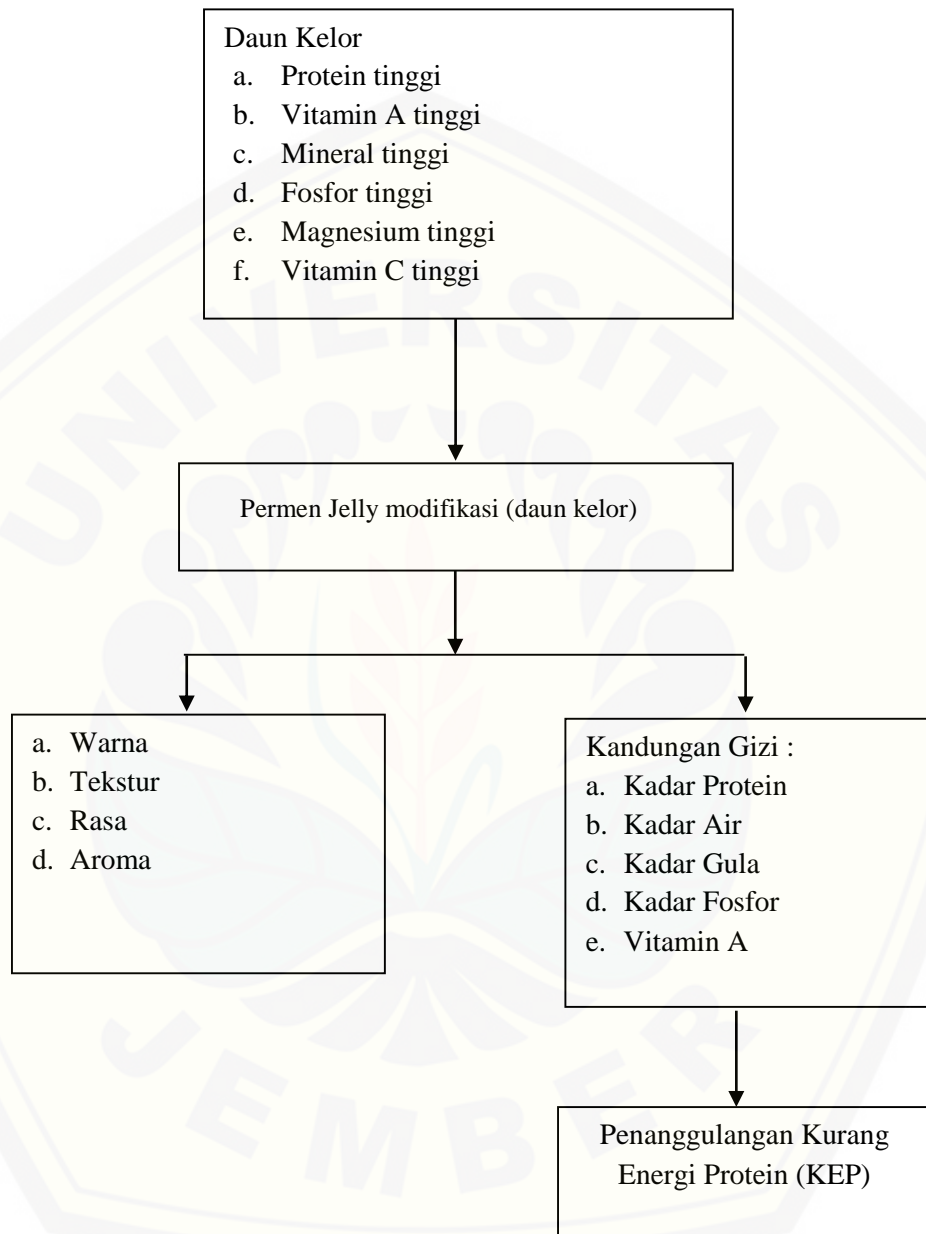 Daun Kelor
a. Protein tinggi
b. Vitamin A tinggi
c. Mineral tinggi
d. Fosfor tinggi
e. Magnesium tinggi
f. Vitamin C tinggi
Permen Jelly modifikasi (daun kelor)
a. Warna
b. Tekstur
c. Rasa
d. Aroma
Kandungan Gizi :
a. Kadar Protein
b. Kadar Air
c. Kadar Gula
d. Kadar Fosfor
e. Vitamin A
Penanggulangan Kurang
Energi Protein (KEP)
UNIVERSITAS
JEMBER